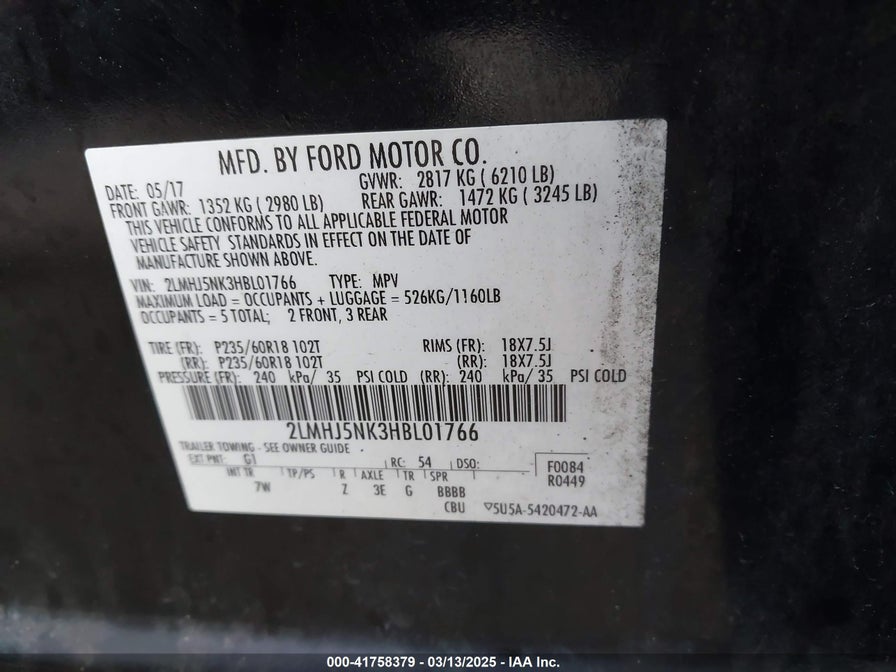 MFD. BY FORD MOTOR CO.
DATE: 05/17 GVWR: 2817 KG ( 6210 LB)
FRONT GAWR: 1352 KG ( 2980 LB) REAR GAWR: 1472 KG ( 3245 LB)
THIS VEHICLE CONFORMS TO ALL APPLICABLE FEDERAL MOTOR
VEHICLE SAFETY STANDARDS IN EFFECT ON THE DATE OF
MANUFACTURE SHOWN ABOVE.
VIN: 2LMHJ5NK3HBL01766 TYPE: MPV
MAXIMUM LOAD = OCCUPANTS + LUGGAGE = 526KG/1160LB
OCCUPANTS = 5 TOTAL; 2 FRONT, 3 REAR
TIRE (FR): P235/60R18 102T RIMS (FR): 18X7.5J
(RR): P235/60R18 102T (RR): 18X7.5J
PRESSURE (FR): 240 kPa/ 35 PSI COLD (RR): 240 kPa/ 35 PSI COLD
2LMHJ5NK3HBL01766
TRAILER TOWING - SEE OWNER GUIDE
EXT PNT: G1 RC: 54 DSO: F0084
INT TR TP/PS R AXLE TR SPR R0449
7W Z 3E G BBBB
CBU ▽5U5A-5420472-AA
000-41758379 - 03/13/2025 - IAA Inc.